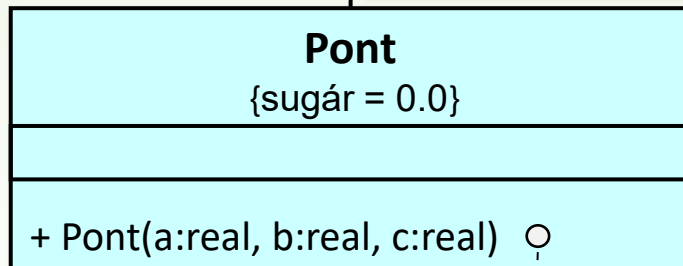 Pont
{sugár = 0.0}
+ Pont(a:real, b:real, c:real)